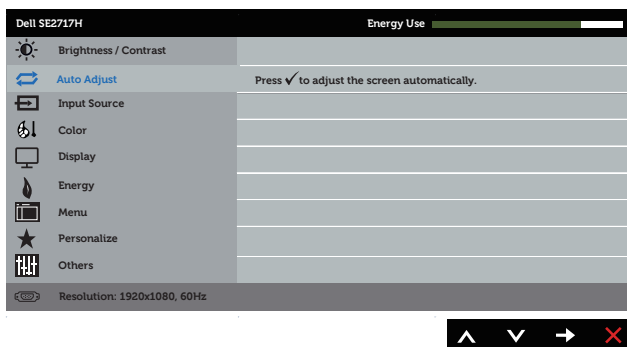 Dell SE2717H Energy Use
Brightness / Contrast
Auto Adjust Press ✓ to adjust the screen automatically.
Input Source
Color
Display
Energy
Menu
Personalize
Others
Resolution: 1920x1080, 60Hz